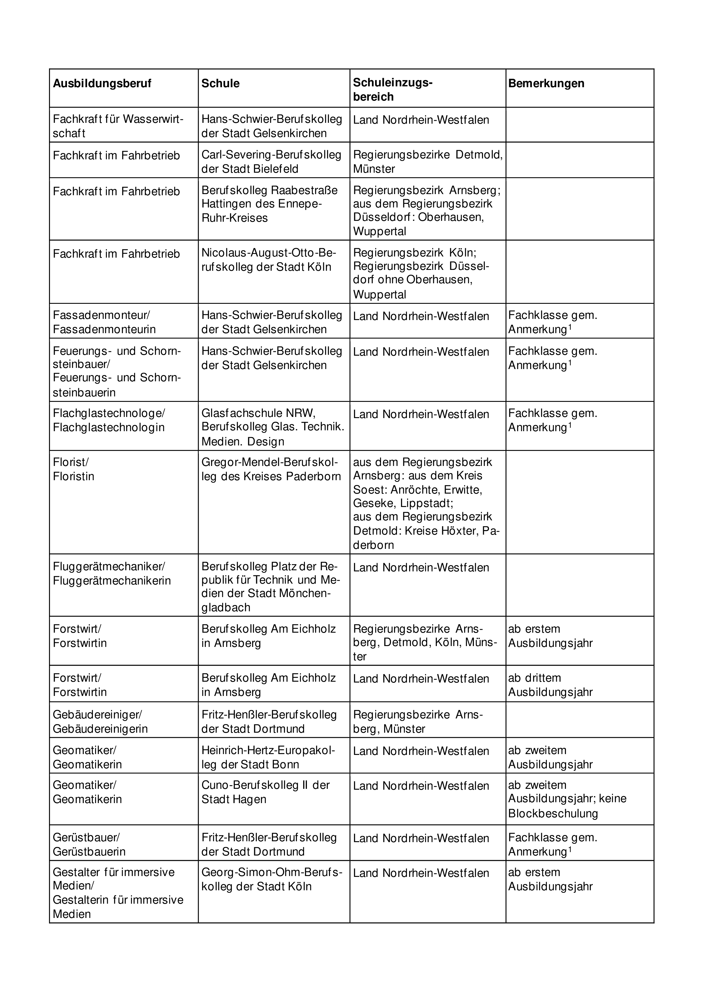 Ausbildungsberuf
Schule
Schuleinzugs-
bereich
Bemerkungen
Fachkraft für Wasserwirt-
schaft
Hans-Schwier-Berufskolleg
der Stadt Gelsenkirchen
Land Nordrhein-Westfalen
Fachkraft im Fahrbetrieb
Carl-Severing-Berufskolleg
der Stadt Bielefeld
Regierungsbezirke Detmold,
Münster
Fachkraft im Fahrbetrieb
Berufskolleg Raabestraße
Hattingen des Ennepe-
Ruhr-Kreises
Regierungsbezirk Arnsberg;
aus dem Regierungsbezirk
Düsseldorf: Oberhausen,
Wuppertal
Fachkraft im Fahrbetrieb
Nicolaus-August-Otto-Be-
rufskolleg der Stadt Köln
Regierungsbezirk Köln;
Regierungsbezirk Düssel-
dorf ohne Oberhausen,
Wuppertal
Fassadenmonteur/
Fassadenmonteurin
Hans-Schwier-Berufskolleg
der Stadt Gelsenkirchen
Land Nordrhein-Westfalen
Fachklasse gem.
Anmerkung¹
Feuerungs- und Schorn-
steinbauer/
Feuerungs- und Schorn-
steinbauerin
Hans-Schwier-Berufskolleg
der Stadt Gelsenkirchen
Land Nordrhein-Westfalen
Fachklasse gem.
Anmerkung¹
Flachglastechnologe/
Flachglastechnologin
Glasfachschule NRW,
Berufskolleg Glas. Technik.
Medien. Design
Land Nordrhein-Westfalen
Fachklasse gem.
Anmerkung¹
Florist/
Floristin
Gregor-Mendel-Berufskol-
leg des Kreises Paderborn
aus dem Regierungsbezirk
Arnsberg: aus dem Kreis
Soest: Anröchte, Erwitte,
Geseke, Lippstadt;
aus dem Regierungsbezirk
Detmold: Kreise Höxter, Pa-
derborn
Fluggerätmechaniker/
Fluggerätmechanikerin
Berufskolleg Platz der Re-
publik für Technik und Me-
dien der Stadt Mönchen-
gladbach
Land Nordrhein-Westfalen
Forstwirt/
Forstwirtin
Berufskolleg Am Eichholz
in Arnsberg
Regierungsbezirke Arns-
berg, Detmold, Köln, Müns-
ter
ab erstem
Ausbildungsjahr
Forstwirt/
Forstwirtin
Berufskolleg Am Eichholz
in Arnsberg
Land Nordrhein-Westfalen
ab drittem
Ausbildungsjahr
Gebäudereiniger/
Gebäudereinigerin
Fritz-Henßler-Berufskolleg
der Stadt Dortmund
Regierungsbezirke Arns-
berg, Münster
Geomatiker/
Geomatikerin
Heinrich-Hertz-Europakol-
leg der Stadt Bonn
Land Nordrhein-Westfalen
ab zweitem
Ausbildungsjahr
Geomatiker/
Geomatikerin
Cuno-Berufskolleg II der
Stadt Hagen
Land Nordrhein-Westfalen
ab zweitem
Ausbildungsjahr; keine
Blockbeschulung
Gerüstbauer/
Gerüstbauerin
Fritz-Henßler-Berufskolleg
der Stadt Dortmund
Land Nordrhein-Westfalen
Fachklasse gem.
Anmerkung¹
Gestalter für immersive
Medien/
Gestalterin für immersive
Medien
Georg-Simon-Ohm-Berufs-
kolleg der Stadt Köln
Land Nordrhein-Westfalen
ab erstem
Ausbildungsjahr